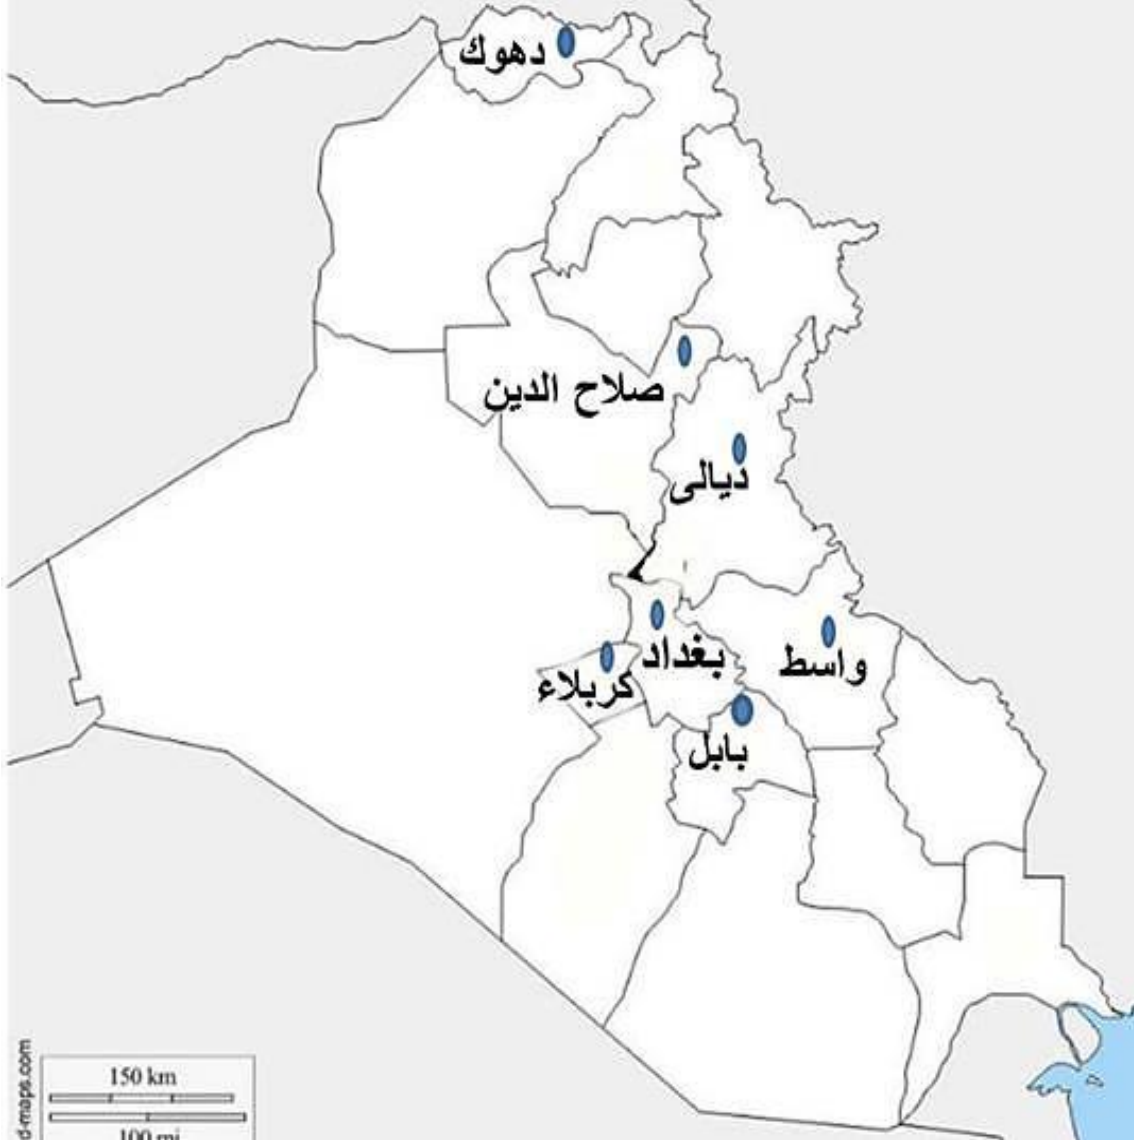 دهوك
صلاح الدين
ديالى
بغداد
واسط
كربلاء
بابل
d-maps.com
150 km
100 mi